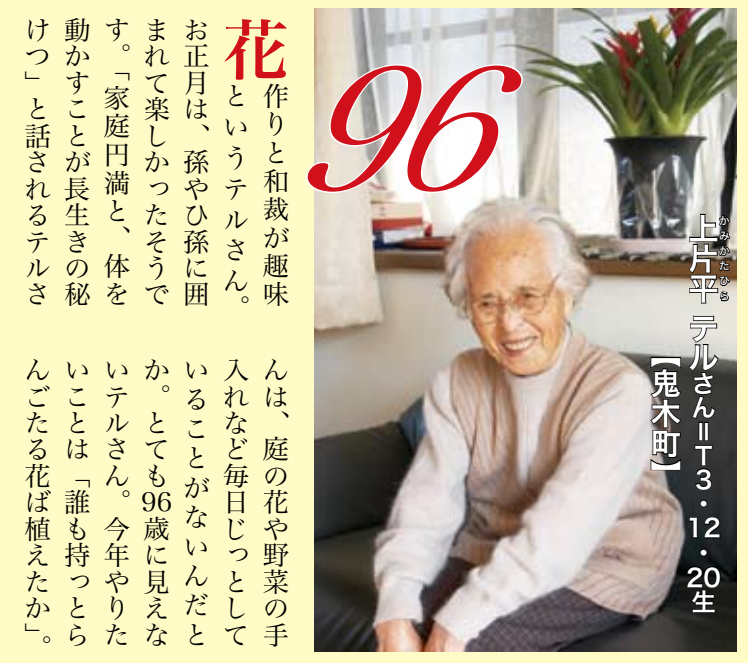 96
上片平 テルさん＝T3・12・20生
かみかたひら
【鬼木町】
花作りと和裁が趣味
というテルさん。
お正月は、孫やひ孫に囲
まれて楽しかったそうで
す。「家庭円満と、体を
動かすことが長生きの秘
けつ」と話されるテルさ
んは、庭の花や野菜の手
入れなど毎日じっとして
いることがないんだと
か。とても96歳に見えな
いテルさん。今年やりた
いことは「誰も持っとら
んごたる花ば植えたか」。